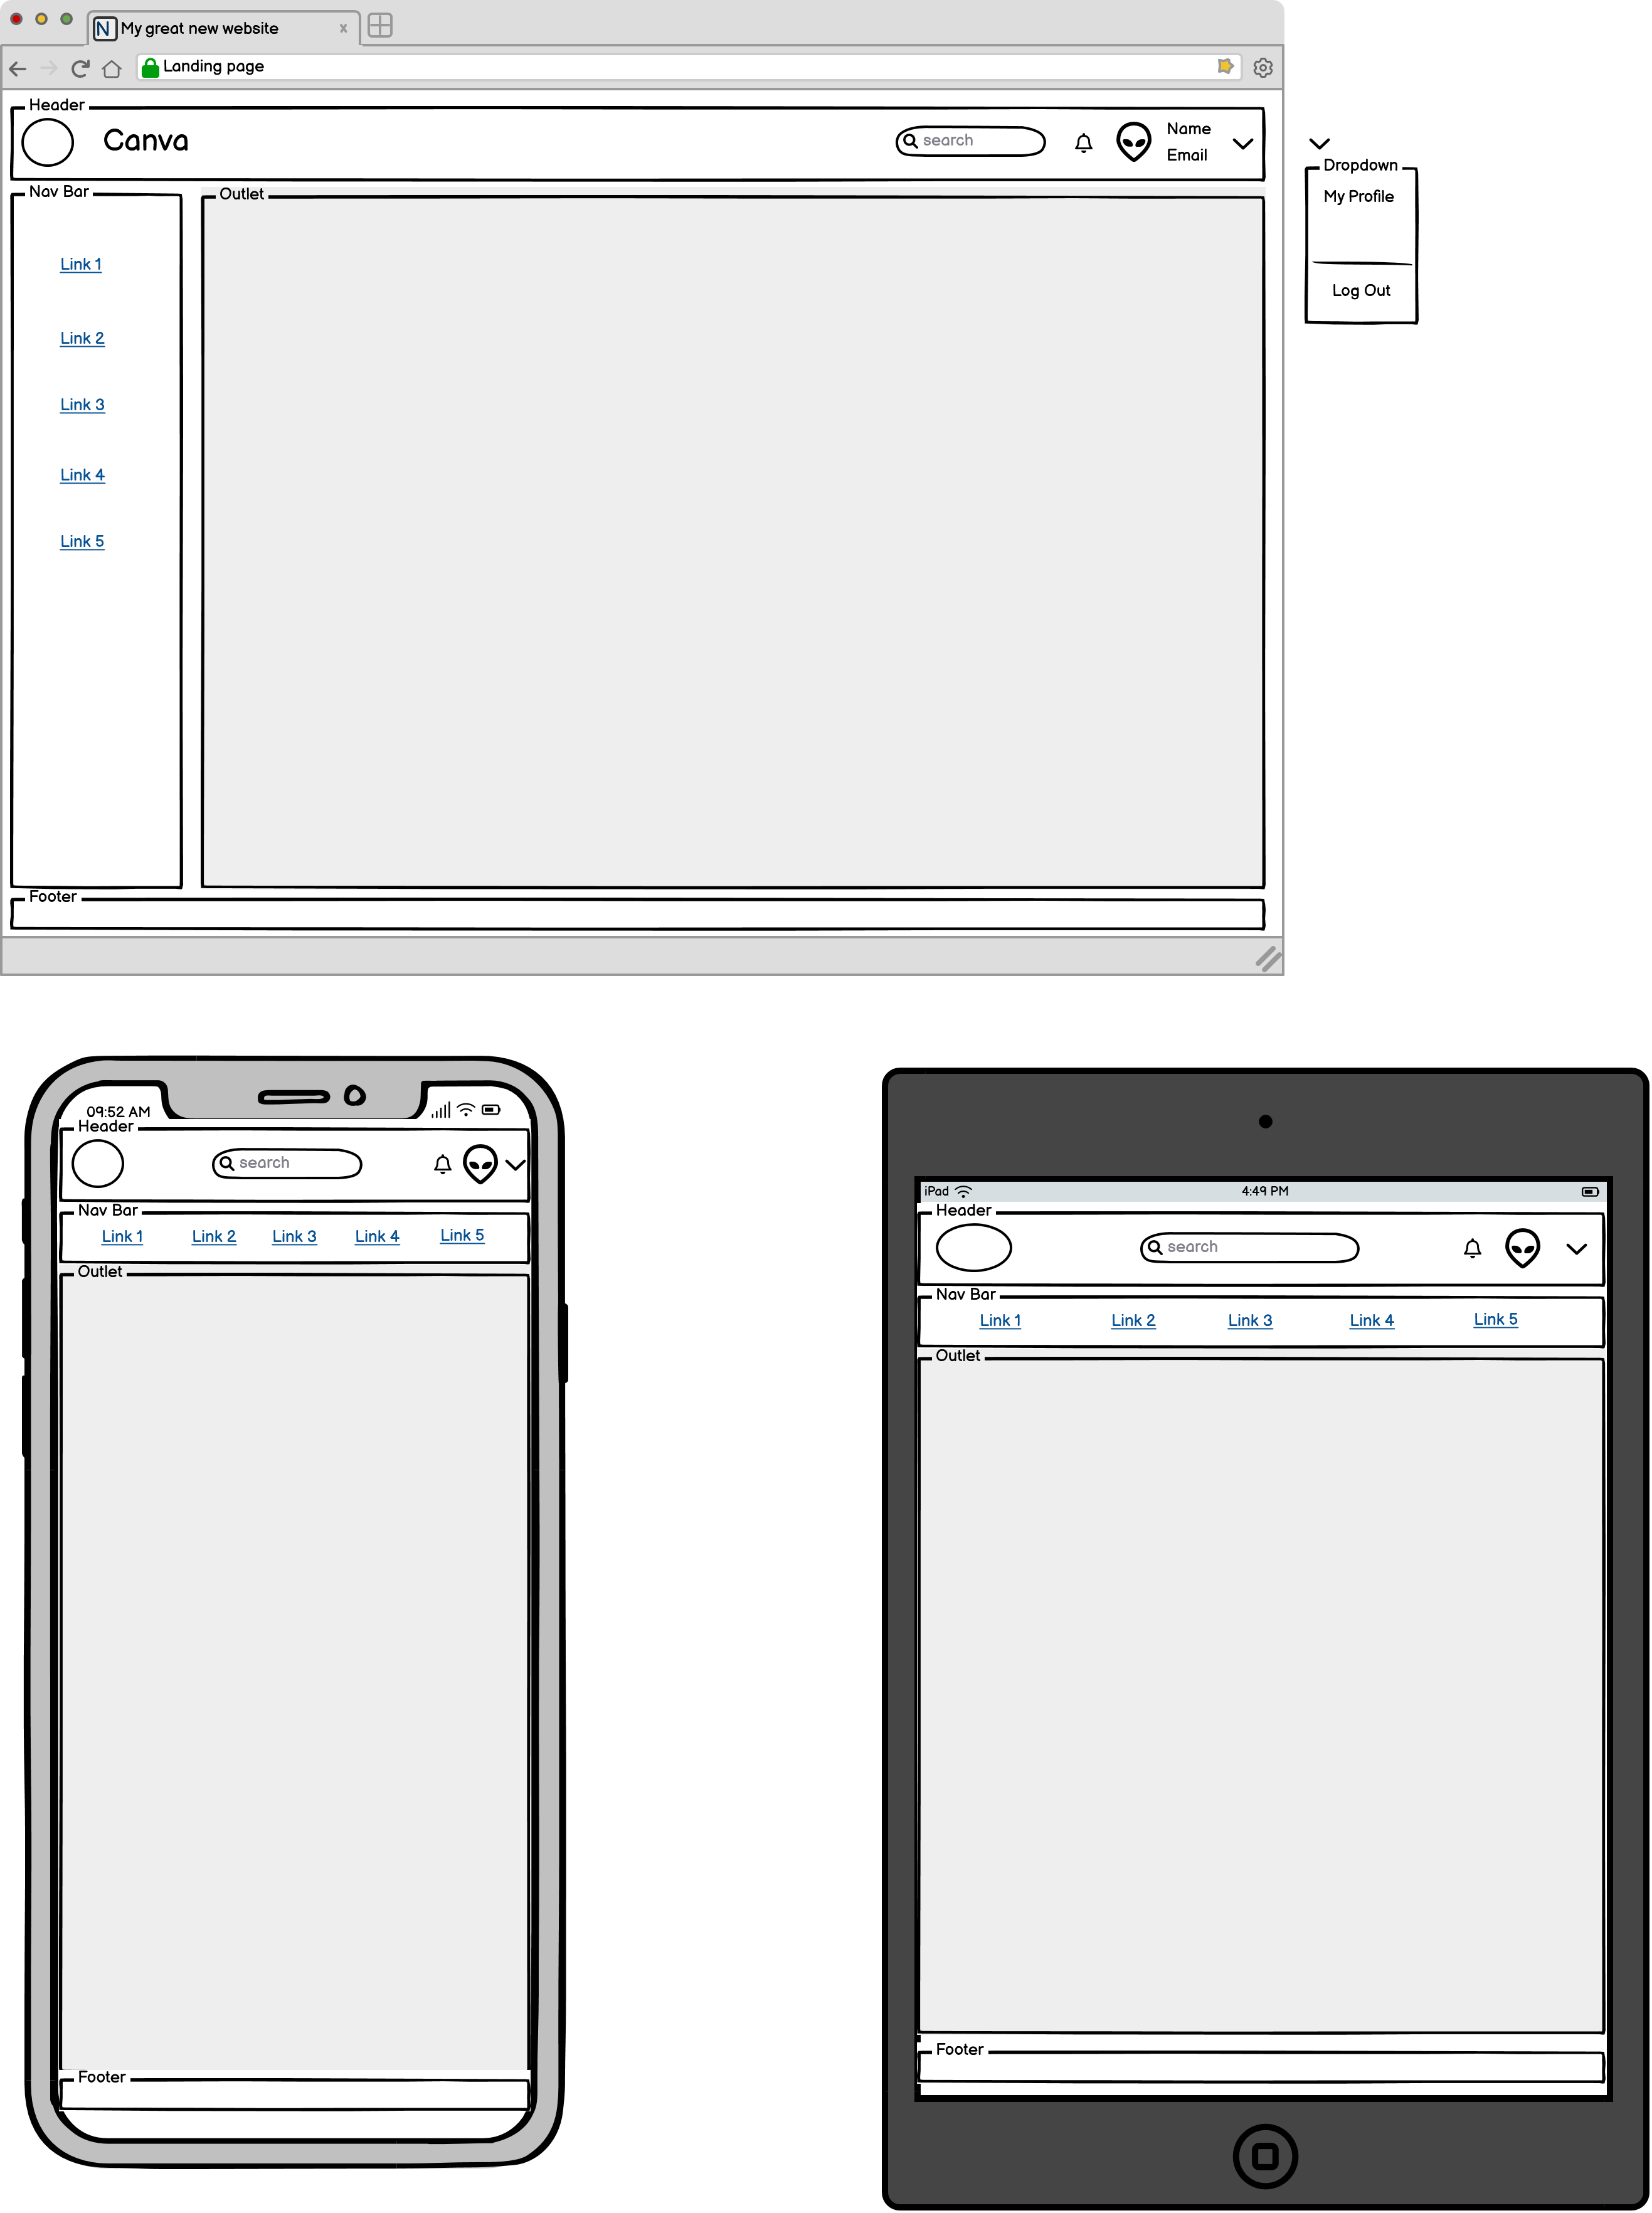 N My great new website x
Landing page
Header
Canva
search
Name
Email
Dropdown
My Profile
Log Out
Nav Bar
Link 1
Link 2
Link 3
Link 4
Link 5
Outlet
Footer
09:52 AM
Header
search
Nav Bar
Link 1 Link 2 Link 3 Link 4 Link 5
Outlet
Footer
iPad 4:49 PM
Header
search
Nav Bar
Link 1 Link 2 Link 3 Link 4 Link 5
Outlet
Footer